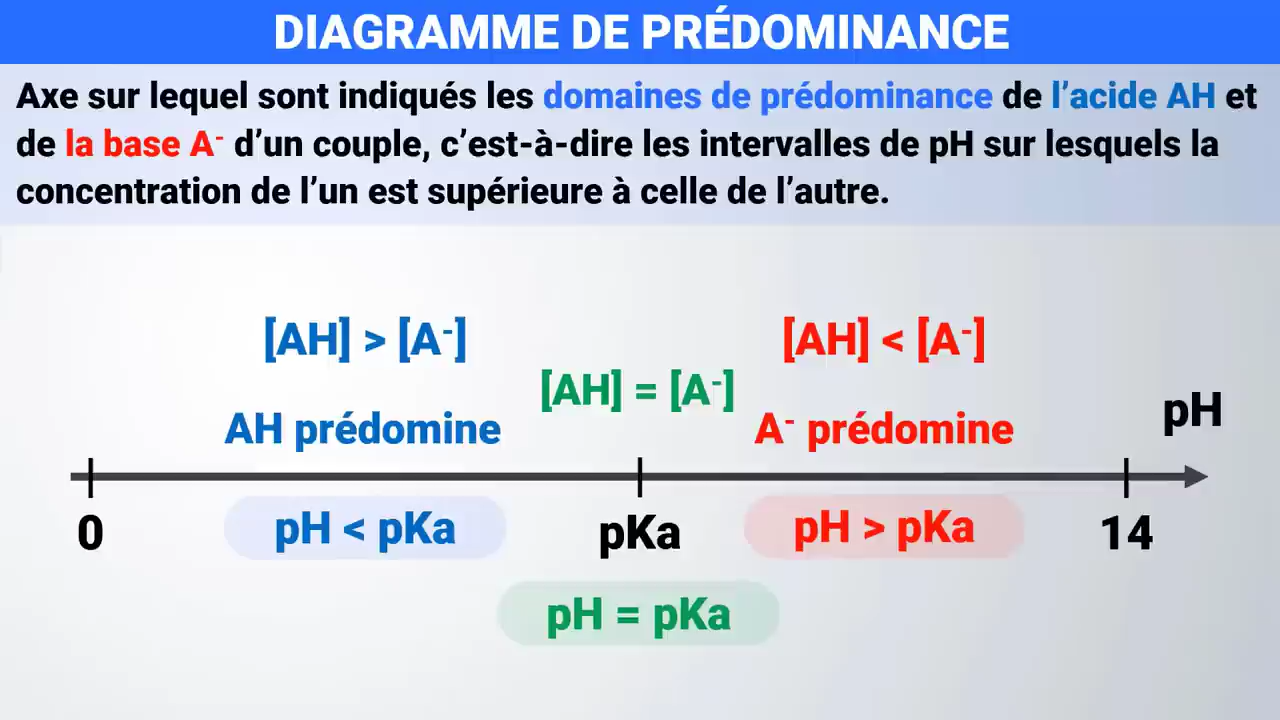 DIAGRAMME DE PRÉDOMINANCE
Axe sur lequel sont indiqués les domaines de prédominance de l’acide AH et
de la base A⁻ d’un couple, c’est-à-dire les intervalles de pH sur lesquels la
concentration de l’un est supérieure à celle de l’autre.
[AH] > [A⁻]
[AH] = [A⁻]
[AH] < [A⁻]
AH prédomine
A⁻ prédomine
pH
0
pH < pKa
pKa
pH > pKa
14
pH = pKa